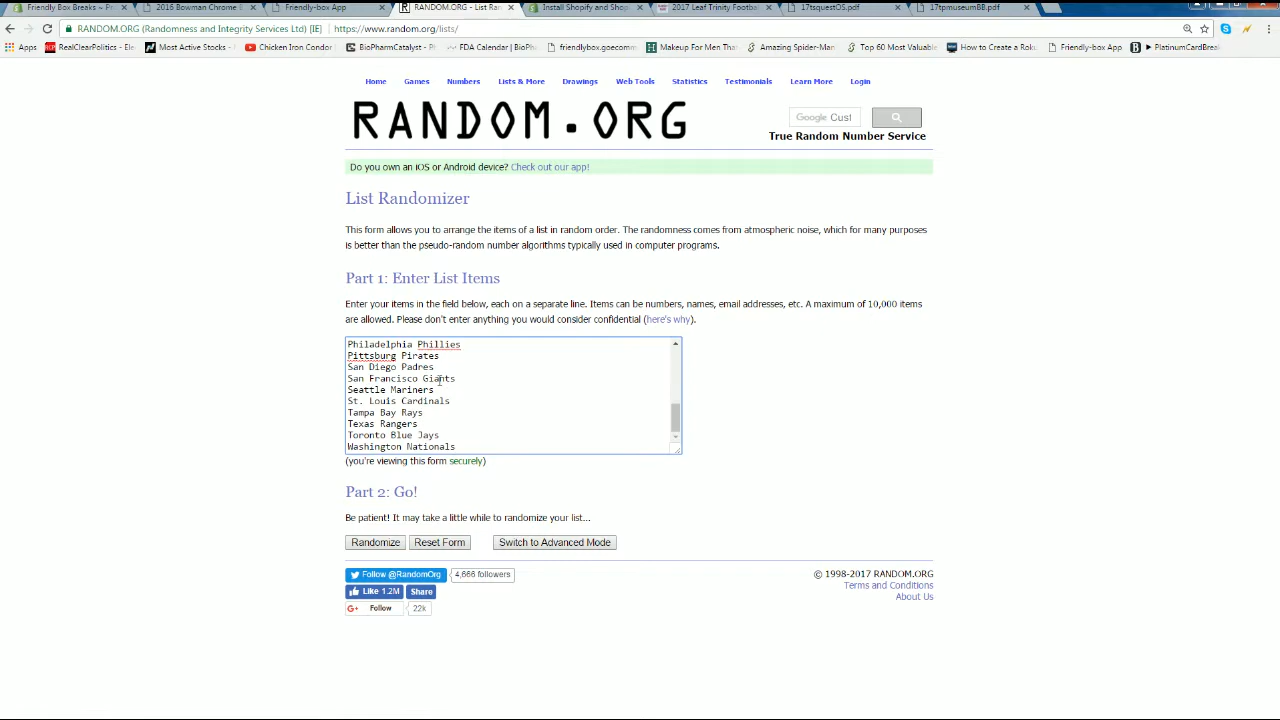 Friendly Box Breaks ~ Fr
2016 Bowman Chrome B
Friendly-box App
RANDOM.ORG - List Ran
Install Shopify and Shop
2017 Leaf Trinity Footba
17tsquestOS.pdf
17tpmuseumBB.pdf
RANDOM.ORG (Randomness and Integrity Services Ltd) [IE] https://www.random.org/lists/
Apps RealClearPolitics - Elec Most Active Stocks - Chicken Iron Condor BioPharmCatalyst - P FDA Calendar | BioPh friendlybox.goecomm Makeup For Men That Amazing Spider-Man Top 60 Most Valuable How to Create a Roku Friendly-box App PlatinumCardBreak
Home Games Numbers Lists & More Drawings Web Tools Statistics Testimonials Learn More Login
RANDOM.ORG
Google Cust
True Random Number Service
Do you own an iOS or Android device? Check out our app!
List Randomizer
This form allows you to arrange the items of a list in random order. The randomness comes from atmospheric noise, which for many purposes
is better than the pseudo-random number algorithms typically used in computer programs.
Part 1: Enter List Items
Enter your items in the field below, each on a separate line. Items can be numbers, names, email addresses, etc. A maximum of 10,000 items
are allowed. Please don't enter anything you would consider confidential (here's why).
Philadelphia Phillies
Pittsburg Pirates
San Diego Padres
San Francisco Giants
Seattle Mariners
St. Louis Cardinals
Tampa Bay Rays
Texas Rangers
Toronto Blue Jays
Washington Nationals
(you're viewing this form securely)
Part 2: Go!
Be patient! It may take a little while to randomize your list...
Randomize Reset Form Switch to Advanced Mode
Follow @RandomOrg 4,666 followers
Like 1.2M Share
Follow 22k
© 1998-2017 RANDOM.ORG
Terms and Conditions
About Us